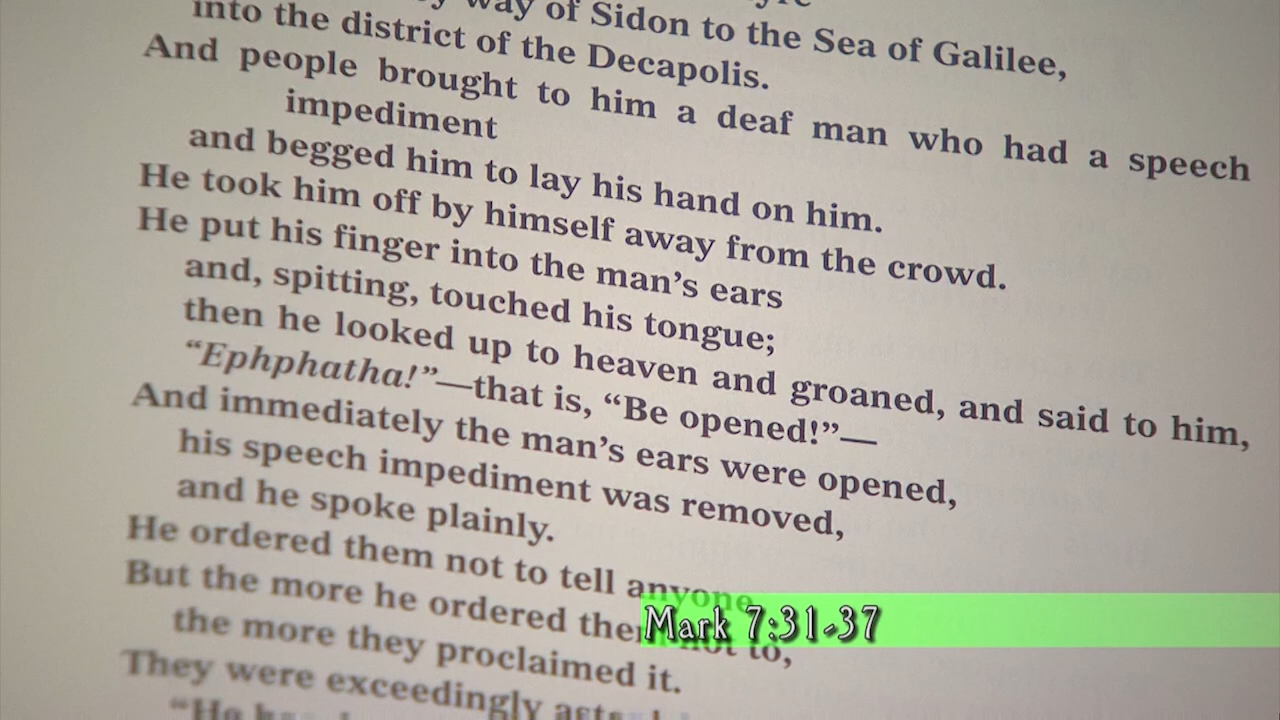 way of Sidon to the Sea of Galilee,
into the district of the Decapolis.
And people brought to him a deaf man who had a speech
impediment
and begged him to lay his hand on him.
He took him off by himself away from the crowd.
He put his finger into the man's ears
and, spitting, touched his tongue;
then he looked up to heaven and groaned, and said to him,
“Ephphatha!”—that is, “Be opened!”—
And immediately the man's ears were opened,
his speech impediment was removed,
and he spoke plainly.
He ordered them not to tell anyone
But the more he ordered them not to,
the more they proclaimed it.
They were exceedingly
“He
Mark 7:31-37